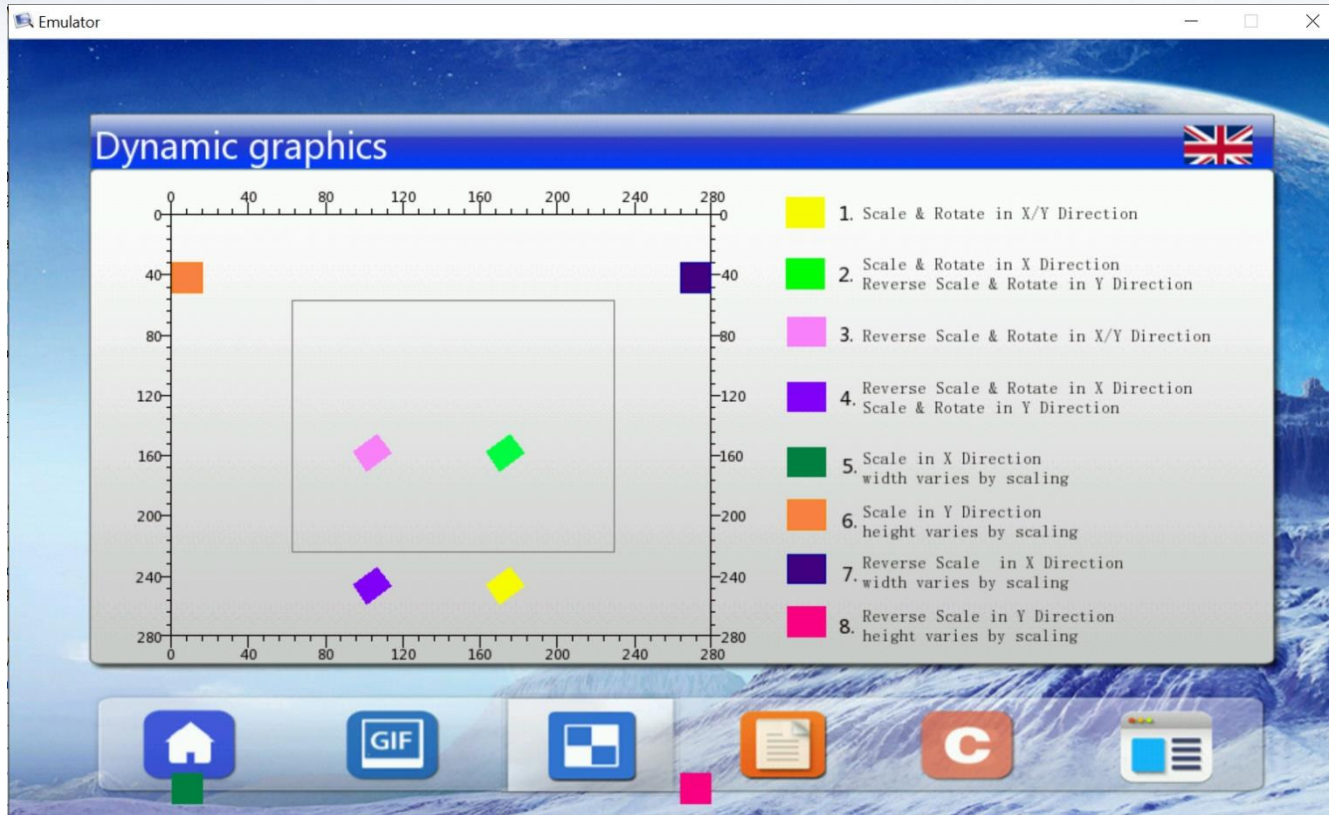 Emulator
Dynamic graphics
0 40 80 120 160 200 240 280
0 0
40 40
80 80
120 120
160 160
200 200
240 240
280 280
0 40 80 120 160 200 240 280
1. Scale & Rotate in X/Y Direction
2. Scale & Rotate in X Direction
Reverse Scale & Rotate in Y Direction
3. Reverse Scale & Rotate in X/Y Direction
4. Reverse Scale & Rotate in X Direction
Scale & Rotate in Y Direction
5. Scale in X Direction
width varies by scaling
6. Scale in Y Direction
height varies by scaling
7. Reverse Scale  in X Direction
width varies by scaling
8. Reverse Scale in Y Direction
height varies by scaling
GIF
C